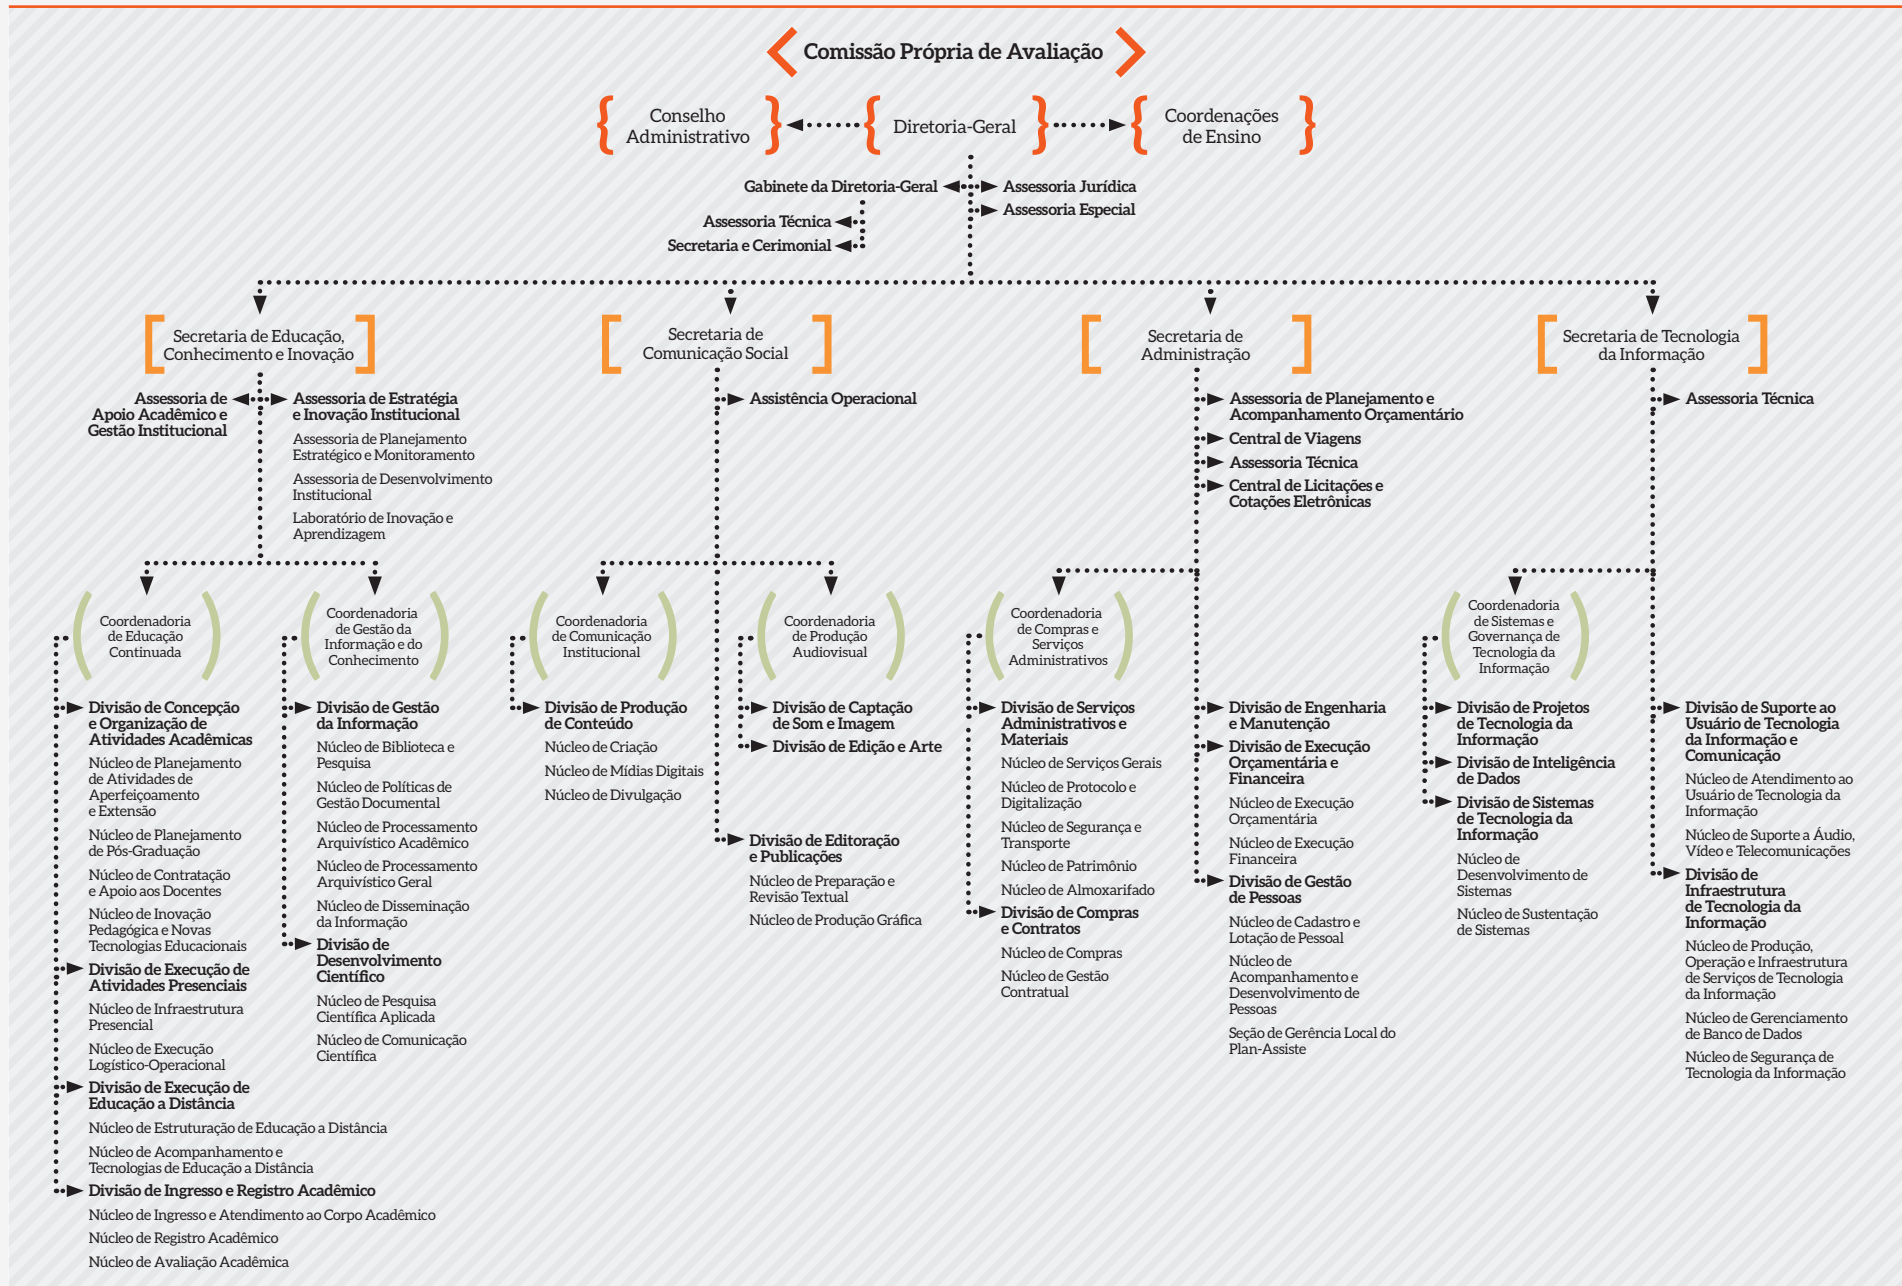 Comissão Própria de Avaliação
Conselho
Administrativo
Diretoria-Geral
Coordenações
de Ensino
Gabinete da Diretoria-Geral
Assessoria Jurídica
Assessoria Especial
Assessoria Técnica
Secretaria e Cerimonial
Secretaria de Educação,
Conhecimento e Inovação
Assessoria de
Apoio Acadêmico e
Gestão Institucional
Assessoria de Estratégia
e Inovação Institucional
Assessoria de Planejamento
Estratégico e Monitoramento
Assessoria de Desenvolvimento
Institucional
Laboratório de Inovação e
Aprendizagem
Coordenadoria
de Educação
Continuada
Divisão de Concepção
e Organização de
Atividades Acadêmicas
Núcleo de Planejamento
de Atividades de
Aperfeiçoamento
e Extensão
Núcleo de Planejamento
de Pós-Graduação
Núcleo de Contratação
e Apoio aos Docentes
Núcleo de Inovação
Pedagógica e Novas
Tecnologias Educacionais
Divisão de Execução de
Atividades Presenciais
Núcleo de Infraestrutura
Presencial
Núcleo de Execução
Logístico-Operacional
Divisão de Execução de
Educação a Distância
Núcleo de Estruturação de Educação a Distância
Núcleo de Acompanhamento e
Tecnologias de Educação a Distância
Divisão de Ingresso e Registro Acadêmico
Núcleo de Ingresso e Atendimento ao Corpo Acadêmico
Núcleo de Registro Acadêmico
Núcleo de Avaliação Acadêmica
Coordenadoria
de Gestão da
Informação e do
Conhecimento
Divisão de Gestão
da Informação
Núcleo de Biblioteca e
Pesquisa
Núcleo de Políticas de
Gestão Documental
Núcleo de Processamento
Arquivístico Acadêmico
Núcleo de Processamento
Arquivístico Geral
Núcleo de Disseminação
da Informação
Divisão de
Desenvolvimento
Científico
Núcleo de Pesquisa
Científica Aplicada
Núcleo de Comunicação
Científica
Secretaria de
Comunicação Social
Assistência Operacional
Coordenadoria
de Comunicação
Institucional
Divisão de Produção
de Conteúdo
Núcleo de Criação
Núcleo de Mídias Digitais
Núcleo de Divulgação
Coordenadoria
de Produção
Audiovisual
Divisão de Captação
de Som e Imagem
Divisão de Edição e Arte
Divisão de Editoração
e Publicações
Núcleo de Preparação e
Revisão Textual
Núcleo de Produção Gráfica
Secretaria de
Administração
Assessoria de Planejamento e
Acompanhamento Orçamentário
Central de Viagens
Assessoria Técnica
Central de Licitações e
Cotações Eletrônicas
Coordenadoria
de Compras e
Serviços
Administrativos
Divisão de Serviços
Administrativos e
Materiais
Núcleo de Serviços Gerais
Núcleo de Protocolo e
Digitalização
Núcleo de Segurança e
Transporte
Núcleo de Patrimônio
Núcleo de Almoxarifado
Divisão de Compras
e Contratos
Núcleo de Compras
Núcleo de Gestão
Contratual
Divisão de Engenharia
e Manutenção
Divisão de Execução
Orçamentária e
Financeira
Núcleo de Execução
Orçamentária
Núcleo de Execução
Financeira
Divisão de Gestão
de Pessoas
Núcleo de Cadastro e
Lotação de Pessoal
Núcleo de
Acompanhamento e
Desenvolvimento de
Pessoas
Seção de Gerência Local do
Plan-Assiste
Secretaria de Tecnologia
da Informação
Assessoria Técnica
Coordenadoria
de Sistemas e
Governança de
Tecnologia da
Informação
Divisão de Projetos
de Tecnologia da
Informação
Divisão de Inteligência
de Dados
Divisão de Sistemas
de Tecnologia da
Informação
Núcleo de
Desenvolvimento de
Sistemas
Núcleo de Sustentação
de Sistemas
Divisão de Suporte ao
Usuário de Tecnologia
da Informação e
Comunicação
Núcleo de Atendimento ao
Usuário de Tecnologia da
Informação
Núcleo de Suporte a Áudio,
Vídeo e Telecomunicações
Divisão de
Infraestrutura
de Tecnologia da
Informação
Núcleo de Produção,
Operação e Infraestrutura
de Serviços de Tecnologia
da Informação
Núcleo de Gerenciamento
de Banco de Dados
Núcleo de Segurança de
Tecnologia da Informação